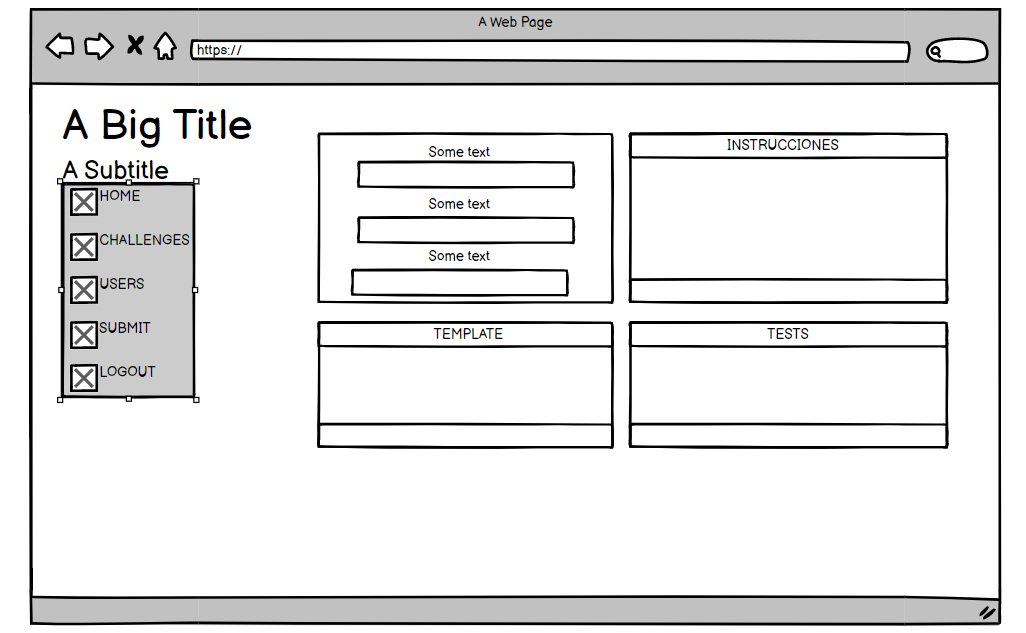 A Web Page
https://
A Big Title
A Subtitle
HOME
CHALLENGES
USERS
SUBMIT
LOGOUT
Some text
Some text
Some text
INSTRUCCIONES
TEMPLATE
TESTS